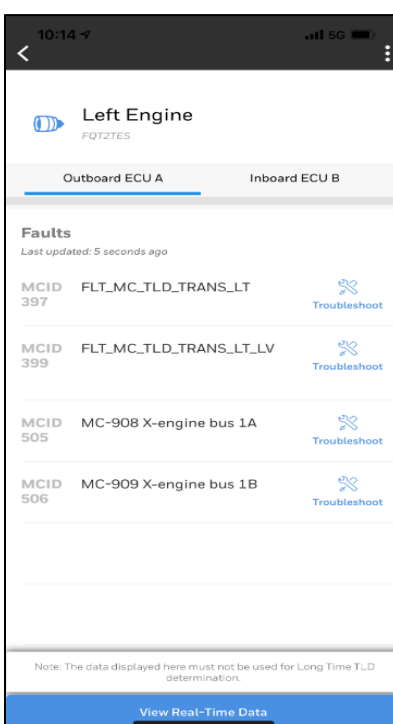 10:14
5G
Left Engine
FQT2TES
Outboard ECU A
Inboard ECU B
Faults
Last updated: 5 seconds ago
MCID 397
FLT_MC_TLD_TRANS_LT
Troubleshoot
MCID 399
FLT_MC_TLD_TRANS_LT_LV
Troubleshoot
MCID 505
MC-908 X-engine bus 1A
Troubleshoot
MCID 506
MC-909 X-engine bus 1B
Troubleshoot
Note: The data displayed here must not be used for Long Time TLD
determination.
View Real-Time Data